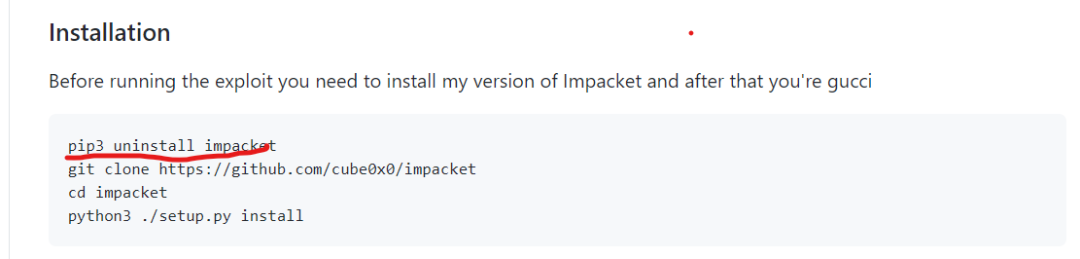 Installation
Before running the exploit you need to install my version of Impacket and after that you're gucci
pip3 uninstall impacket
git clone https://github.com/cube0x0/impacket
cd impacket
python3 ./setup.py install